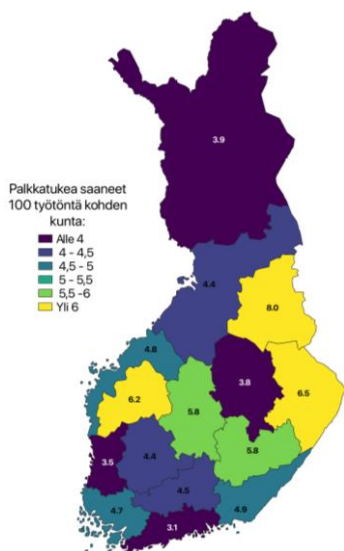 3.9
Palkkatukea saaneet
100 työtöntä kohden
kunta:
Alle 4
4 - 4,5
4,5 - 5
5 - 5,5
5,5 -6
Yli 6
4.4
8.0
4.8
3.8
6.2
6.5
5.8
5.8
3.5
4.4
4.5
4.7
4.9
3.1